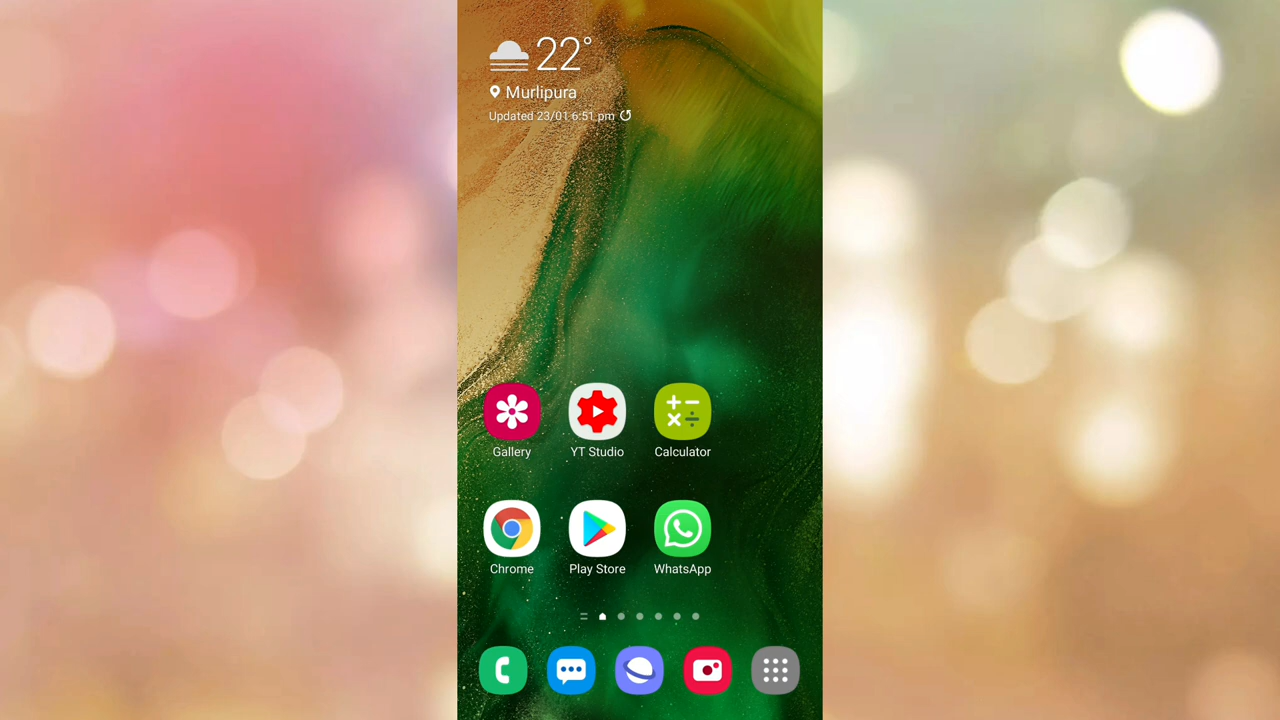 22°
Murlipura
Updated 23/01 6:51 pm
Gallery YT Studio Calculator
Chrome Play Store WhatsApp